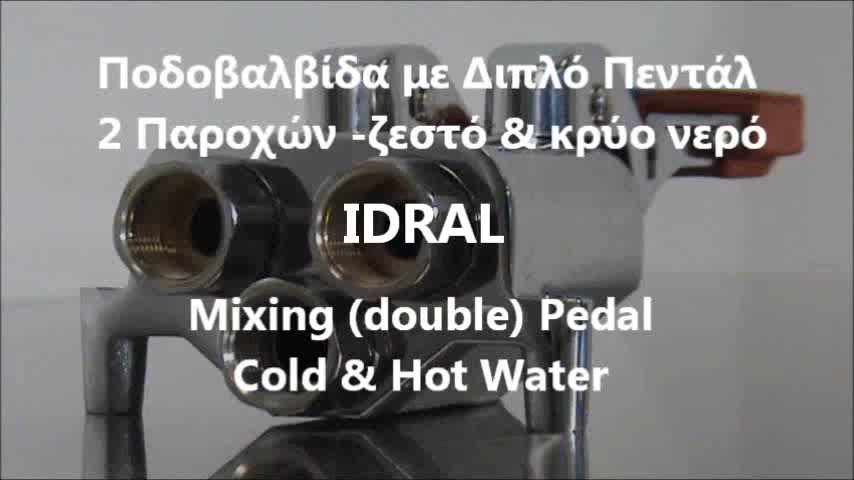 Ποδοβαλβίδα με Διπλό Πεντάλ
2 Παροχών -ζεστό & κρύο νερό
IDRAL
Mixing (double) Pedal
Cold & Hot Water